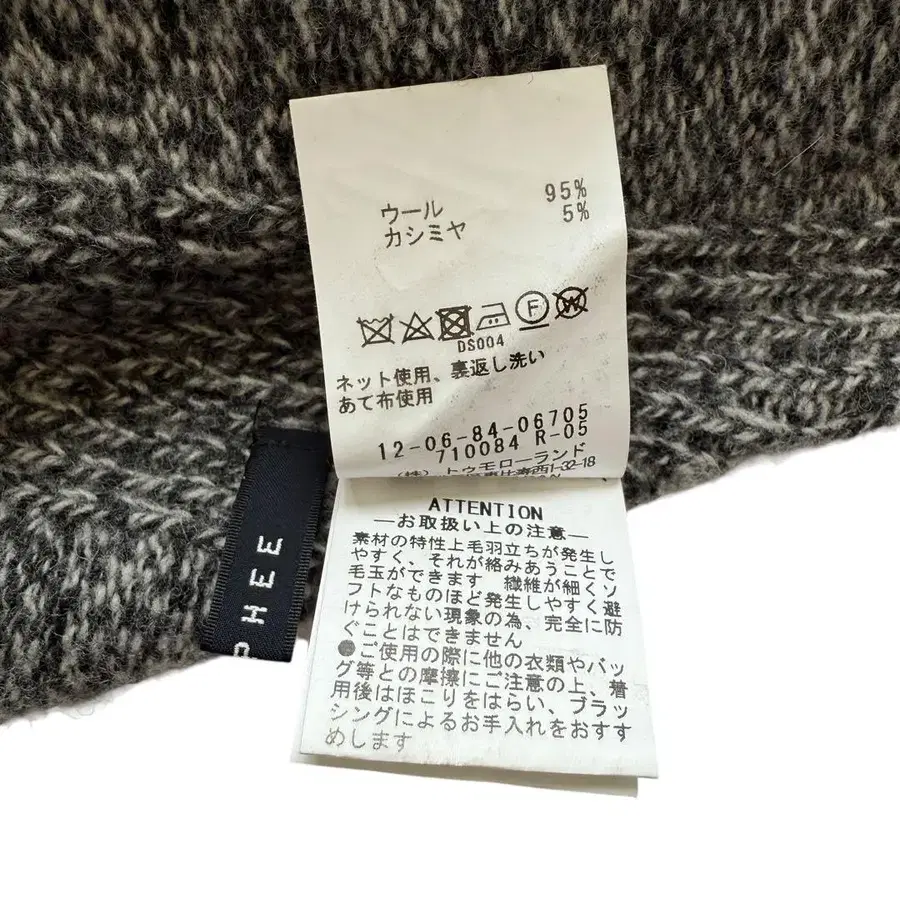 ウール 95%
カシミヤ 5%
F
W
DS004
ネット使用、裏返し洗い
あて布使用
12-06-84-06705
710084 R-05
(株) トゥモローランド
1-32-18
ATTENTION
―お取扱い上の注意―
素材の特性上毛羽立ちが発生し
やすく、それが絡みあうことで
毛玉ができます 繊維が細くソ
フトなものほど発生しやすく避
けられない現象の為、完全に防
ぐことはできません
●ご使用の際に他の衣類やバッ
グ等との摩擦にご注意の上、着
用後はほこりをはらい、ブラッ
シングによるお手入れをおすす
めします
PHEE